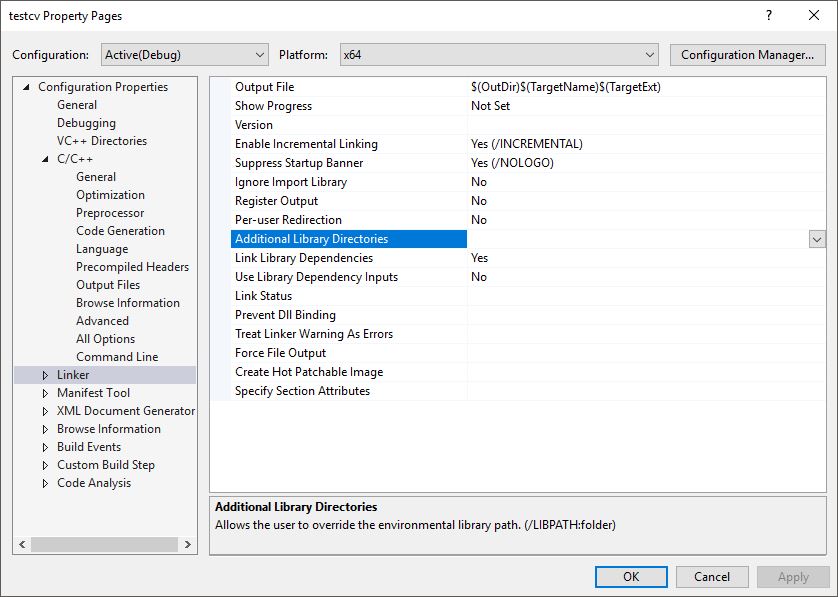 testcv Property Pages
?
Configuration: Active(Debug) Platform: x64 Configuration Manager...
Configuration Properties
General
Debugging
VC++ Directories
C/C++
General
Optimization
Preprocessor
Code Generation
Language
Precompiled Headers
Output Files
Browse Information
Advanced
All Options
Command Line
Linker
Manifest Tool
XML Document Generator
Browse Information
Build Events
Custom Build Step
Code Analysis
Output File $(OutDir)$(TargetName)$(TargetExt)
Show Progress Not Set
Version
Enable Incremental Linking Yes (/INCREMENTAL)
Suppress Startup Banner Yes (/NOLOGO)
Ignore Import Library No
Register Output No
Per-user Redirection No
Additional Library Directories
Link Library Dependencies Yes
Use Library Dependency Inputs No
Link Status
Prevent Dll Binding
Treat Linker Warning As Errors
Force File Output
Create Hot Patchable Image
Specify Section Attributes
Additional Library Directories
Allows the user to override the environmental library path. (/LIBPATH:folder)
OK Cancel Apply